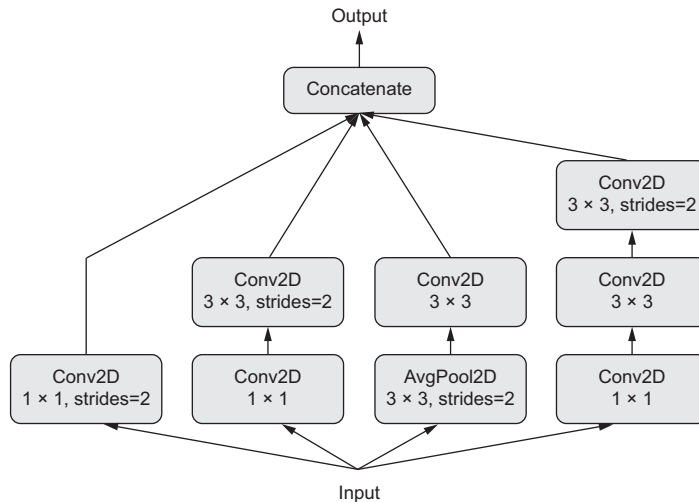 Output
Concatenate
Conv2D
3 × 3, strides=2
Conv2D
3 × 3, strides=2
Conv2D
3 × 3
Conv2D
3 × 3
Conv2D
1 × 1, strides=2
Conv2D
1 × 1
AvgPool2D
3 × 3, strides=2
Conv2D
1 × 1
Input